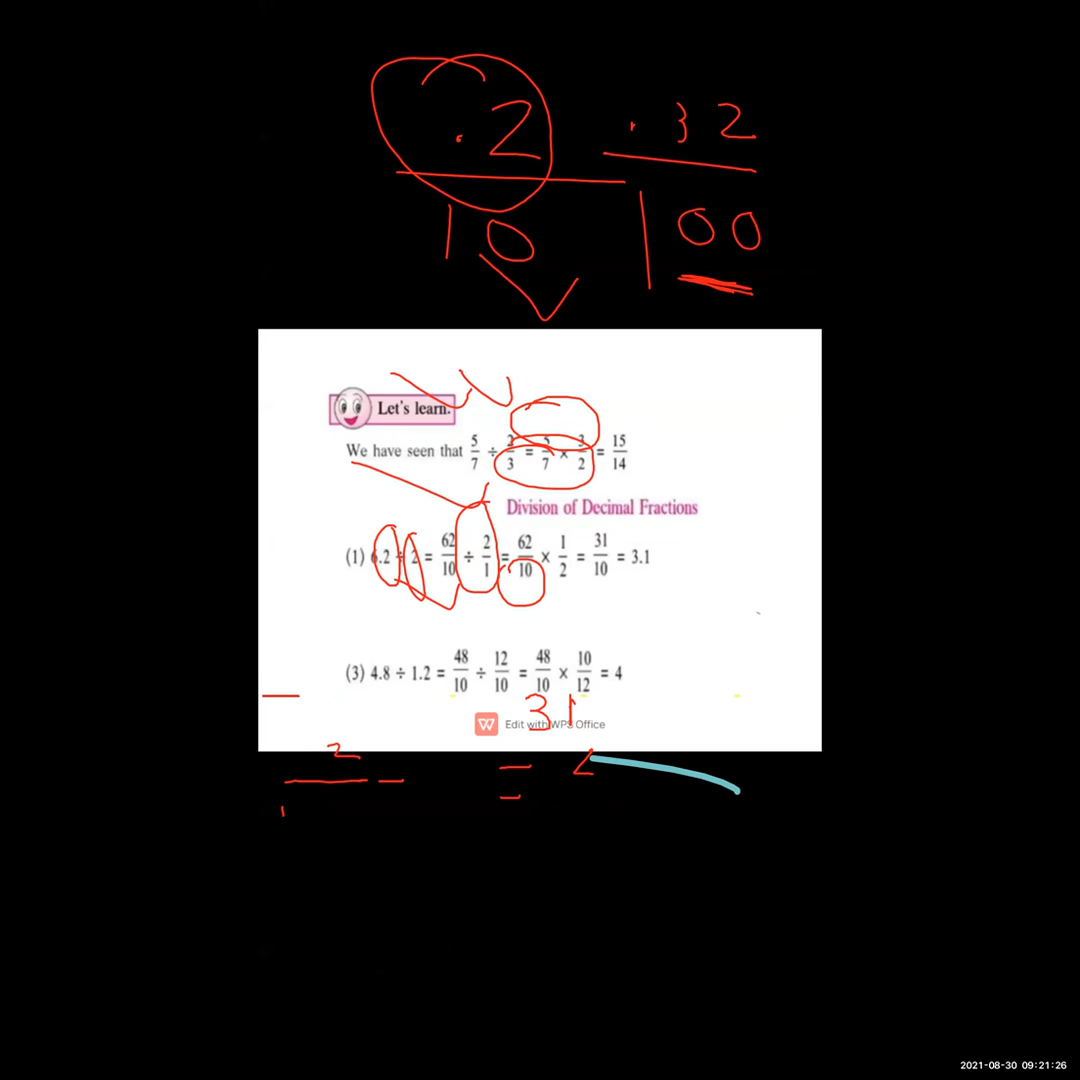 .2 .32
10 100
Let's learn.
We have seen that 5/7 ÷ 2/3 = 5/7 × 3/2 = 15/14
Division of Decimal Fractions
(1) 6.2 ÷ 2 = 62/10 ÷ 2/1 = 62/10 × 1/2 = 31/10 = 3.1
(3) 4.8 ÷ 1.2 = 48/10 ÷ 12/10 = 48/10 × 10/12 = 4
31
Edit with WPS Office
2
=
2021-08-30 09:21:26